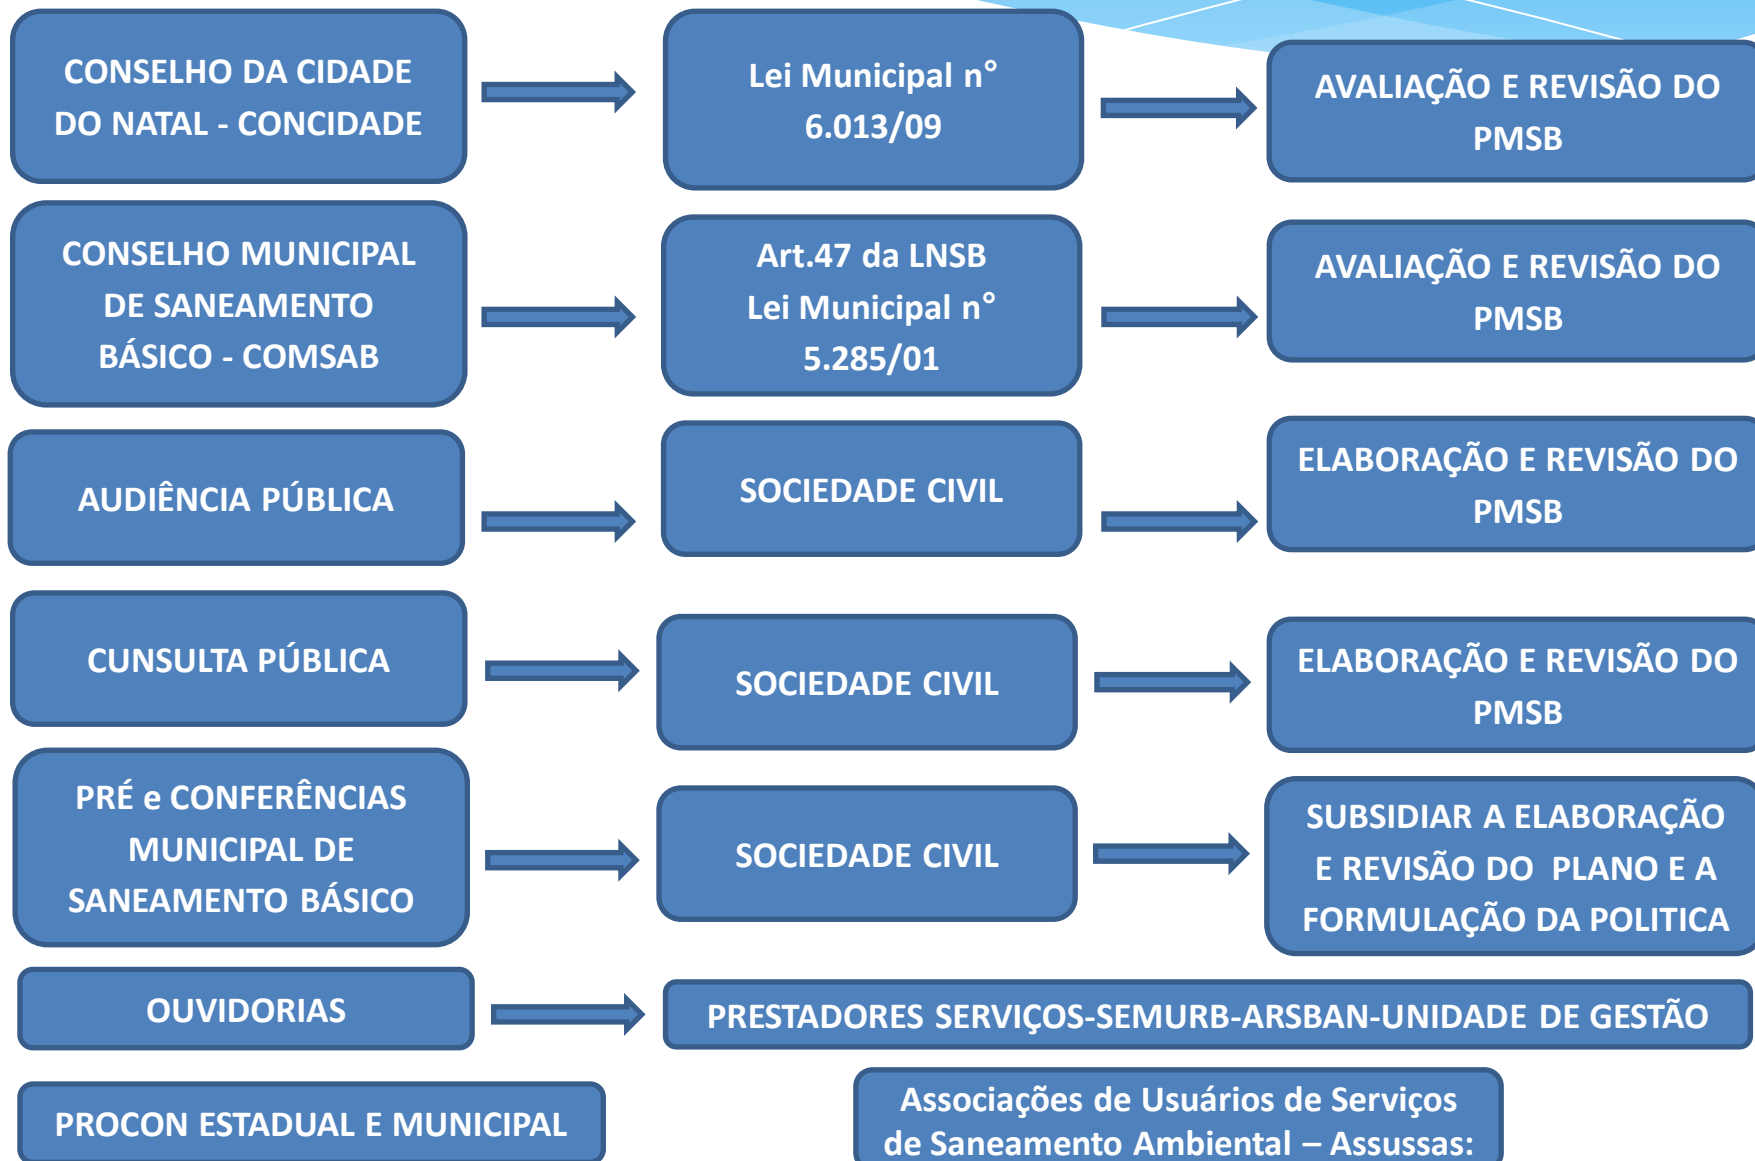 CONSELHO DA CIDADE
DO NATAL - CONCIDADE
Lei Municipal n°
6.013/09
AVALIAÇÃO E REVISÃO DO
PMSB
CONSELHO MUNICIPAL
DE SANEAMENTO
BÁSICO - COMSAB
Art.47 da LNSB
Lei Municipal n°
5.285/01
AVALIAÇÃO E REVISÃO DO
PMSB
AUDIÊNCIA PÚBLICA
SOCIEDADE CIVIL
ELABORAÇÃO E REVISÃO DO
PMSB
CUNSULTA PÚBLICA
SOCIEDADE CIVIL
ELABORAÇÃO E REVISÃO DO
PMSB
PRÉ e CONFERÊNCIAS
MUNICIPAL DE
SANEAMENTO BÁSICO
SOCIEDADE CIVIL
SUBSIDIAR A ELABORAÇÃO
E REVISÃO DO PLANO E A
FORMULAÇÃO DA POLITICA
OUVIDORIAS
PRESTADORES SERVIÇOS-SEMURB-ARSBAN-UNIDADE DE GESTÃO
PROCON ESTADUAL E MUNICIPAL
Associações de Usuários de Serviços
de Saneamento Ambiental – Assussas: